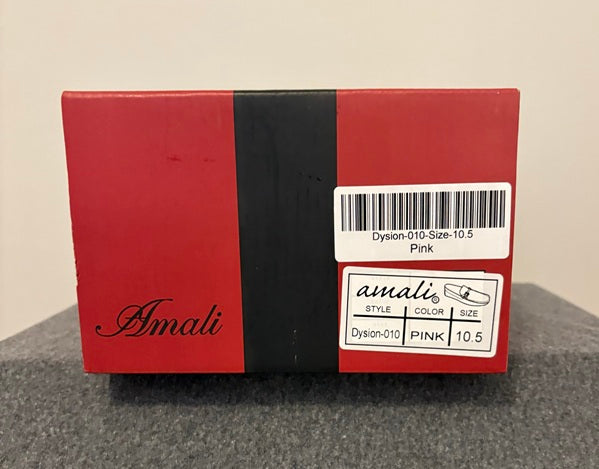 Dysion-010-Size-10.5
Pink
amali®
STYLE COLOR SIZE
Dysion-010 PINK 10.5
Amali